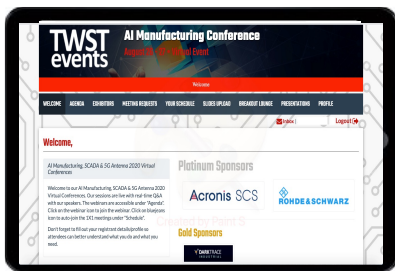 TWST
events
AI Manufacturing Conference
Event
Welcome
WELCOME AGENDA EXHIBITORS MEETING REQUESTS YOUR SCHEDULE SLIDES UPLOAD BREAKOUT LOUNGE PRESENTATIONS PROFILE
Inbox | Logout
Welcome,
AI Manufacturing, SCADA & 5G Antenna 2020 Virtual
Conferences
Welcome to our AI Manufacturing, SCADA & 5G Antenna 2020
Virtual Conferences. Our sessions are live with real-time Q&A
with our speakers. The webinars are accessible under "Agenda".
Click on the webinar icon to join the webinar. Click on bluejeans
icon to auto-join the 1X1 meetings under "Schedule".
Don't forget to fill out your registrant details/profile so
attendees can better understand what you do and what you
need.
Platinum Sponsors
Acronis SCS
ROHDE&SCHWARZ
Gold Sponsors
DARKTRACE
INDUSTRIAL